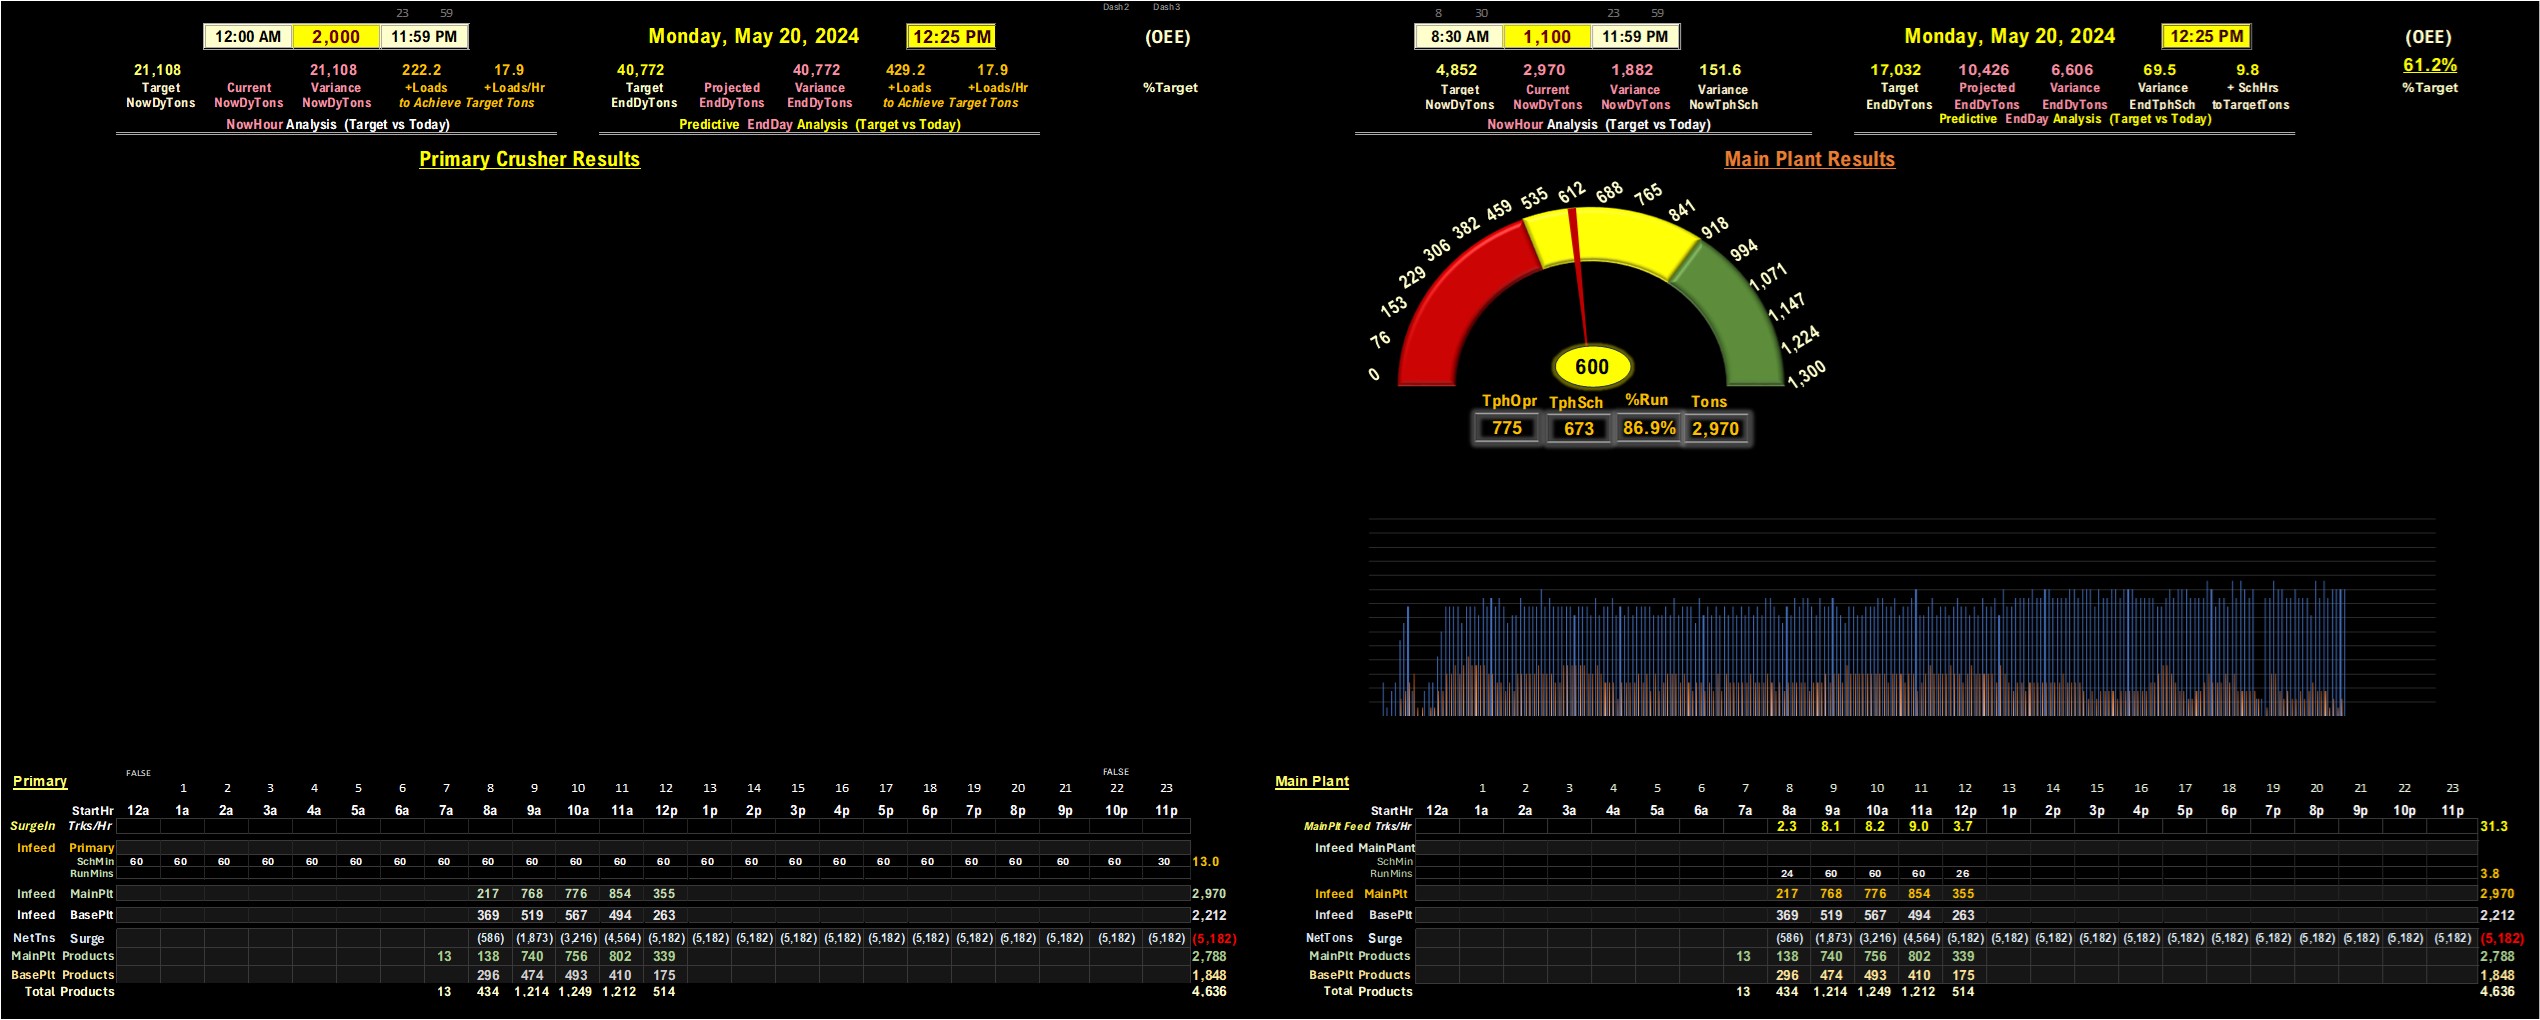 23 59 Dash2 Dash3 8 30 23 59
12:00 AM 2,000 11:59 PM Monday, May 20, 2024 12:25 PM (OEE) 8:30 AM 1,100 11:59 PM Monday, May 20, 2024 12:25 PM (OEE)
21,108 21,108 222.2 17.9 40,772 40,772 429.2 17.9 4,852 2,970 1,882 151.6 17,032 10,426 6,606 69.5 9.8 61.2%
Target Current Variance +Loads +Loads/Hr Target Projected Variance +Loads +Loads/Hr %Target Target Current Variance Variance Target Projected Variance Variance + SchHrs %Target
NowDyTons NowDyTons NowDyTons to Achieve Target Tons EndDyTons EndDyTons EndDyTons to Achieve Target Tons NowDyTons NowDyTons NowDyTons NowTphSch EndDyTons EndDyTons EndDyTons EndTphSch toTargetTons
NowHour Analysis (Target vs Today) Predictive EndDay Analysis (Target vs Today) NowHour Analysis (Target vs Today) Predictive EndDay Analysis (Target vs Today)
Primary Crusher Results Main Plant Results
0 76 153 229 306 382 459 535 612 688 765 841 918 994 1,071 1,147 1,224 1,300
600
TphOpr TphSch %Run Tons
775 673 86.9% 2,970
Primary FALSE FALSE
1 2 3 4 5 6 7 8 9 10 11 12 13 14 15 16 17 18 19 20 21 22 23
StartHr 12a 1a 2a 3a 4a 5a 6a 7a 8a 9a 10a 11a 12p 1p 2p 3p 4p 5p 6p 7p 8p 9p 10p 11p
SurgeIn Trks/Hr
Infeed Primary
SchMin 60 60 60 60 60 60 60 60 60 60 60 60 60 60 60 60 60 60 60 60 60 60 60 30 13.0
RunMins
Infeed MainPlt 217 768 776 854 355 2,970
Infeed BasePlt 369 519 567 494 263 2,212
NetTns Surge (586) (1,873) (3,216) (4,564) (5,182) (5,182) (5,182) (5,182) (5,182) (5,182) (5,182) (5,182) (5,182) (5,182) (5,182) (5,182) (5,182)
MainPlt Products 13 138 740 756 802 339 2,788
BasePlt Products 296 474 493 410 175 1,848
Total Products 13 434 1,214 1,249 1,212 514 4,636
Main Plant
1 2 3 4 5 6 7 8 9 10 11 12 13 14 15 16 17 18 19 20 21 22 23
StartHr 12a 1a 2a 3a 4a 5a 6a 7a 8a 9a 10a 11a 12p 1p 2p 3p 4p 5p 6p 7p 8p 9p 10p 11p
MainPlt Feed Trks/Hr 2.3 8.1 8.2 9.0 3.7 31.3
Infeed MainPlant
SchMin
RunMins 24 60 60 60 26 3.8
Infeed MainPlt 217 768 776 854 355 2,970
Infeed BasePlt 369 519 567 494 263 2,212
NetTons Surge (586) (1,873) (3,216) (4,564) (5,182) (5,182) (5,182) (5,182) (5,182) (5,182) (5,182) (5,182) (5,182) (5,182) (5,182) (5,182) (5,182)
MainPlt Products 13 138 740 756 802 339 2,788
BasePlt Products 296 474 493 410 175 1,848
Total Products 13 434 1,214 1,249 1,212 514 4,636